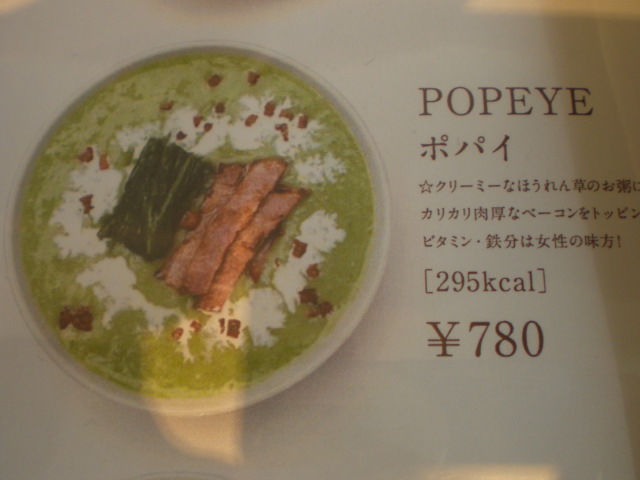 POPEYE
ポパイ
☆クリーミーなほうれん草のお粥に
カリカリ肉厚なベーコンをトッピン
ビタミン・鉄分は女性の味方!
[295kcal]
¥780